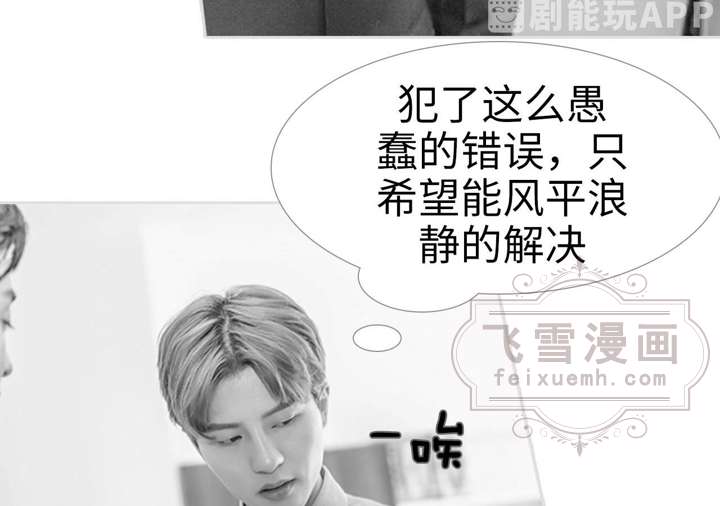 剧能玩APP
犯了这么愚
蠢的错误，只
希望能风平浪
静的解决
飞雪漫画
feixuemh.com
一唉